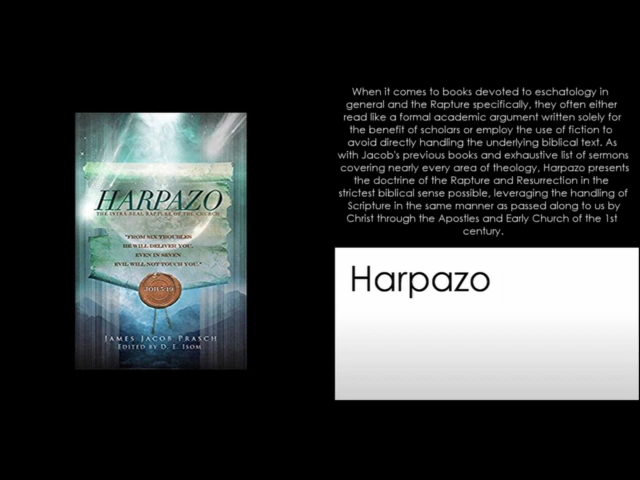 HARPAZO
THE INTRA-SEAL RAPTURE OF THE CHURCH
"FROM SIX TROUBLES
HE WILL DELIVER YOU,
EVEN IN SEVEN
EVIL WILL NOT TOUCH YOU."
JOB 5:19
JAMES JACOB PRASCH
EDITED BY D. E. ISOM
When it comes to books devoted to eschatology in
general and the Rapture specifically, they often either
read like a formal academic argument written solely for
the benefit of scholars or employ the use of fiction to
avoid directly handling the underlying biblical text. As
with Jacob's previous books and exhaustive list of sermons
covering nearly every area of theology, Harpazo presents
the doctrine of the Rapture and Resurrection in the
strictest biblical sense possible, leveraging the handling of
Scripture in the same manner as passed along to us by
Christ through the Apostles and Early Church of the 1st
century.
Harpazo